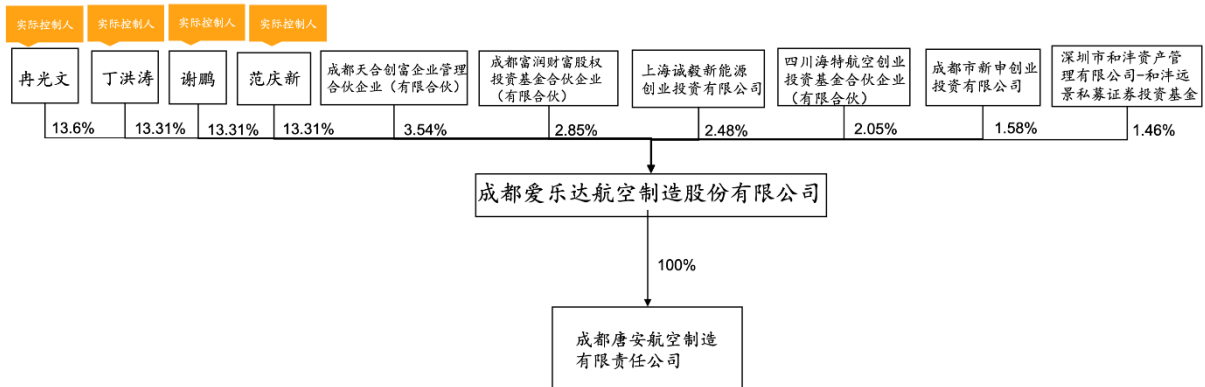 实际控制人
实际控制人
实际控制人
实际控制人
冉光文
丁洪涛
谢鹏
范庆新
成都天合创富企业管理
合伙企业（有限合伙）
成都富润财富股权
投资基金合伙企业
（有限合伙）
上海诚毅新能源
创业投资有限公司
四川海特航空创业
投资基金合伙企业
（有限合伙）
成都市新申创业
投资有限公司
深圳市和沣资产管
理有限公司-和沣远
景私募证券投资基金
13.6%
13.31%
13.31%
13.31%
3.54%
2.85%
2.48%
2.05%
1.58%
1.46%
成都爱乐达航空制造股份有限公司
100%
成都唐安航空制造
有限责任公司